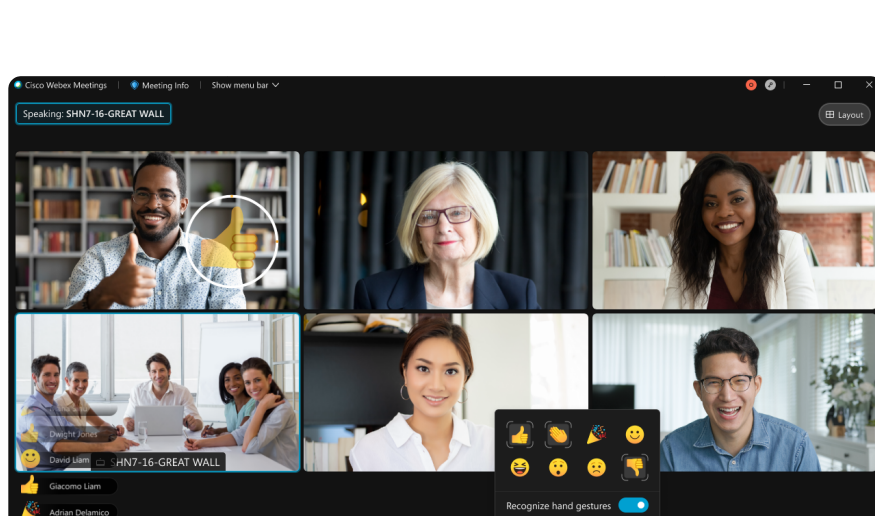 Cisco Webex Meetings
Meeting Info
Show menu bar
Speaking: SHN7-16-GREAT WALL
Layout
Dwight Jones
David Liam
SHN7-16-GREAT WALL
Giacomo Liam
Adrian Delamico
Recognize hand gestures